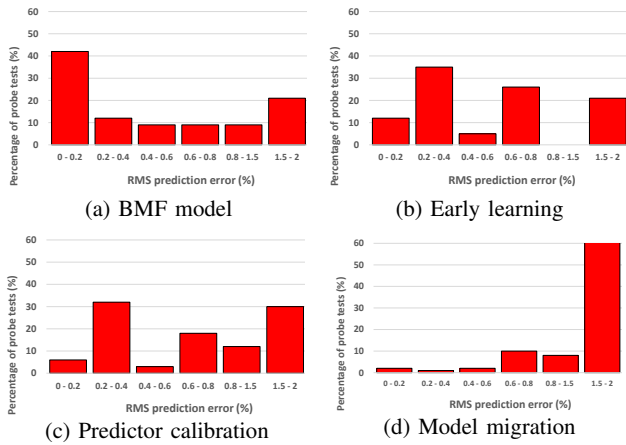 60
50
40
30
20
10
0
Percentage of probe tests (%)
0 - 0.2 0.2 - 0.4 0.4 - 0.6 0.6 - 0.8 0.8 - 1.5 1.5 - 2
RMS prediction error (%)
(a) BMF model
60
50
40
30
20
10
0
Percentage of probe tests (%)
0 - 0.2 0.2 - 0.4 0.4 - 0.6 0.6 - 0.8 0.8 - 1.5 1.5 - 2
RMS prediction error (%)
(b) Early learning
60
50
40
30
20
10
0
Percentage of probe tests (%)
0 - 0.2 0.2 - 0.4 0.4 - 0.6 0.6 - 0.8 0.8 - 1.5 1.5 - 2
RMS prediction error (%)
(c) Predictor calibration
60
50
40
30
20
10
0
Percentage of probe tests (%)
0 - 0.2 0.2 - 0.4 0.4 - 0.6 0.6 - 0.8 0.8 - 1.5 1.5 - 2
RMS prediction error (%)
(d) Model migration